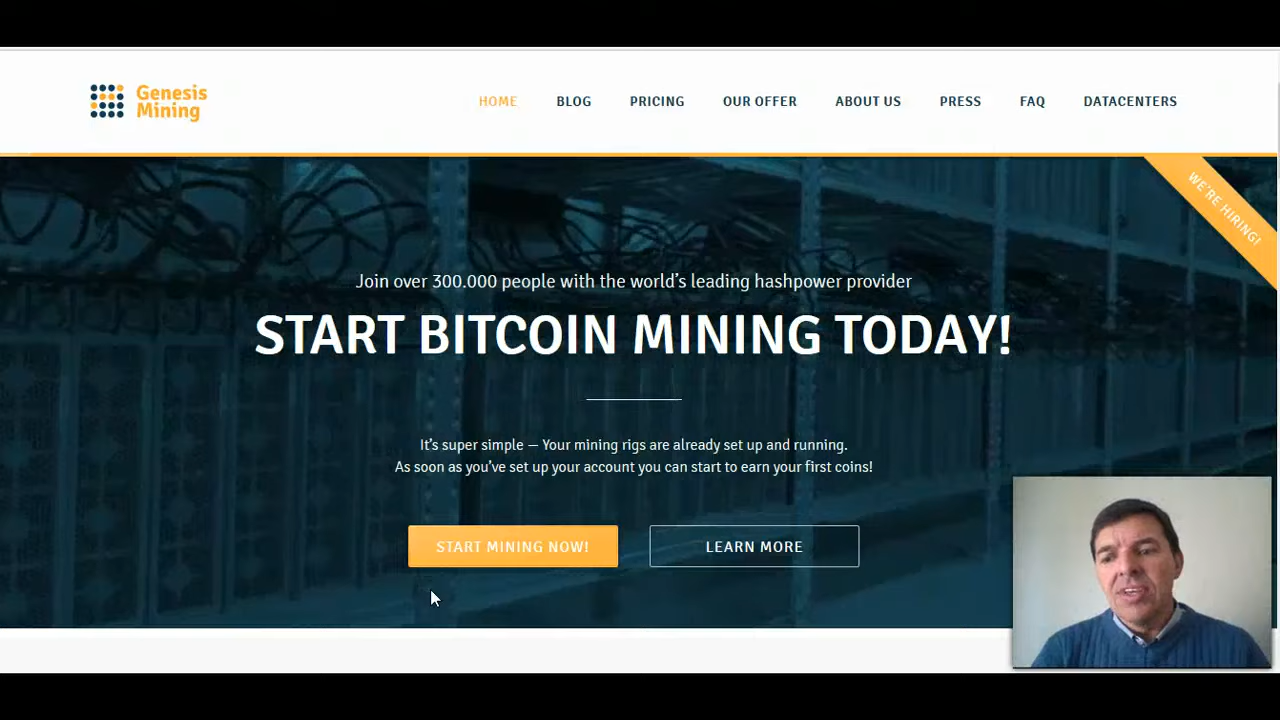 Genesis
Mining
HOME BLOG PRICING OUR OFFER ABOUT US PRESS FAQ DATACENTERS
WE'RE HIRING!
Join over 300.000 people with the world's leading hashpower provider
START BITCOIN MINING TODAY!
It's super simple – Your mining rigs are already set up and running.
As soon as you've set up your account you can start to earn your first coins!
START MINING NOW! LEARN MORE